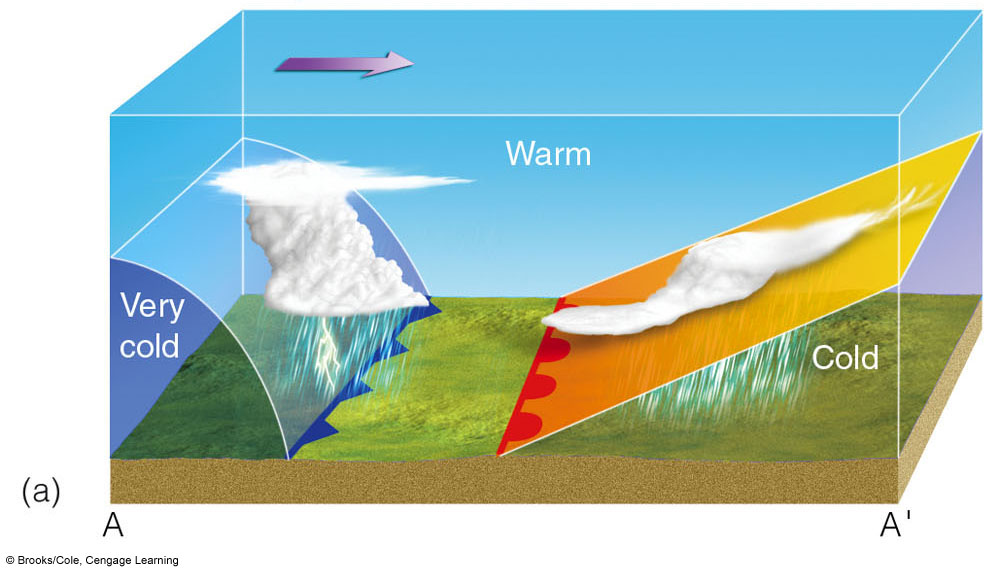 Warm
Very
cold
Cold
(a)
A
A'
© Brooks/Cole, Cengage Learning